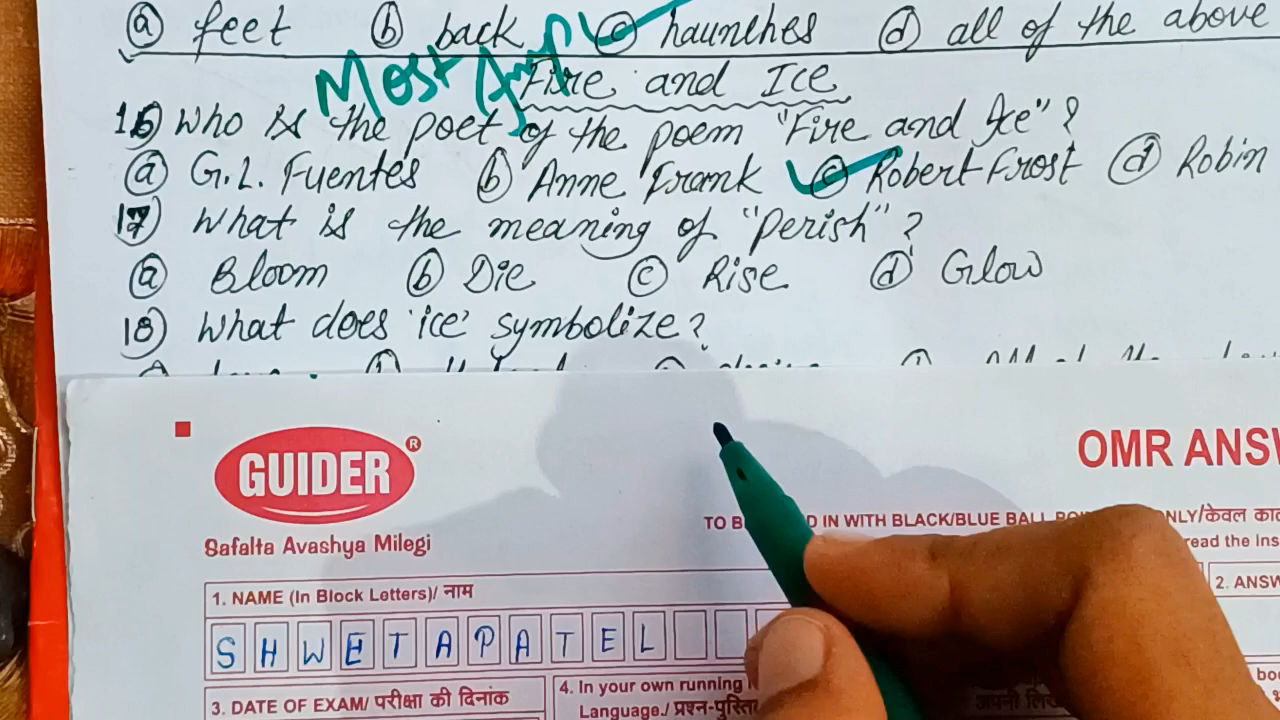 ⓐ feet ⓑ back ⓒ haunches ⓓ all of the above
Most Imp
Fire and Ice
16) Who is the poet of the poem "Fire and Ice"?
ⓐ G.L. Fuentes ⓑ Anne Frank ⓒ Robert Frost ⓓ Robin
17) What is the meaning of "Perish"?
ⓐ Bloom ⓑ Die ⓒ Rise ⓓ Glow
18) What does 'ice' symbolize?
GUIDER®
Safalta Avashya Milegi
OMR ANS
TO B D IN WITH BLACK/BLUE BALL ONLY/केवल
read the ins
1. NAME (In Block Letters)/ नाम
2. ANSW
SHWETAPATEL
3. DATE OF EXAM/ परीक्षा की दिनांक
4. In your own running
Language./ प्रश्न-पुस्ति
अपनी